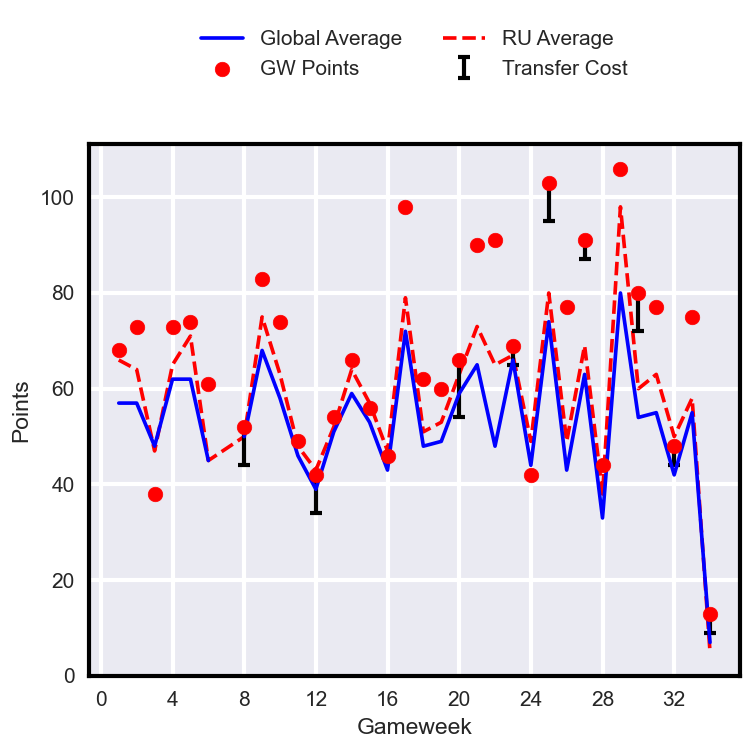 Global Average
RU Average
GW Points
Transfer Cost
100
80
60
40
20
0
Points
0 4 8 12 16 20 24 28 32
Gameweek